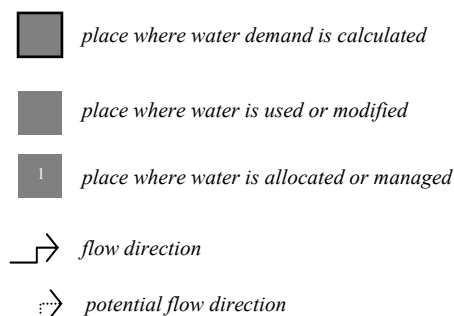 place where water demand is calculated
place where water is used or modified
1 place where water is allocated or managed
flow direction
potential flow direction